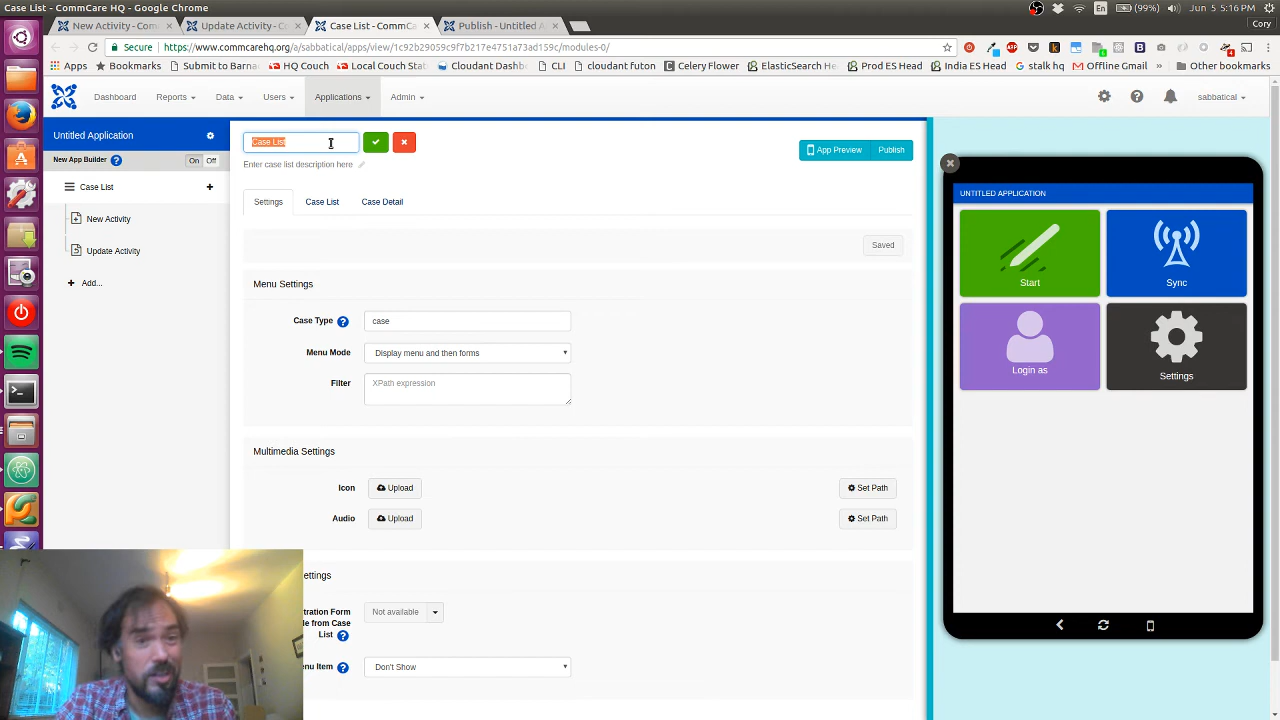 Case List - CommCare HQ - Google Chrome
En (99%) Jun 5 5:16 PM
New Activity - Com
Update Activity - C
Case List - CommCar
Publish - Untitled A
Cory
Secure https://www.commcarehq.org/a/sabbatical/apps/view/1c92b29059c9f7b217e4751a73ad159c/modules-0/
Apps Bookmarks Submit to Barnar HQ Couch Local Couch Stat Cloudant Dashb CLI cloudant futon Celery Flower ElasticSearch Hea Prod ES Head India ES Head stalk hq Offline Gmail Other bookmarks
Dashboard Reports Data Users Applications Admin sabbatical
Untitled Application
New App Builder On Off
Case List
New Activity
Update Activity
Add...
Case List
Enter case list description here
App Preview Publish
Settings Case List Case Detail
Saved
Menu Settings
Case Type case
Menu Mode Display menu and then forms
Filter XPath expression
Multimedia Settings
Icon Upload Set Path
Audio Upload Set Path
ettings
tration Form Not available
le from Case
List
nu Item Don't Show
UNTITLED APPLICATION
Start Sync
Login as Settings